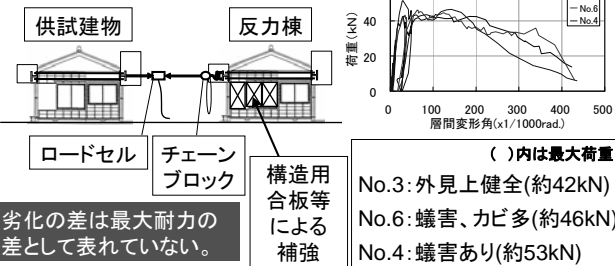 供試建物
反力棟
ロードセル
チェーン
ブロック
構造用
合板等
による
補強
劣化の差は最大耐力の
差として表れていない。
荷重(kN)
40
20
0
0 100 200 300 400 500
層間変形角(x1/1000rad.)
No.6
No.4
( )内は最大荷重
No.3:外見上健全(約42kN)
No.6:蟻害、カビ多(約46kN)
No.4:蟻害あり(約53kN)